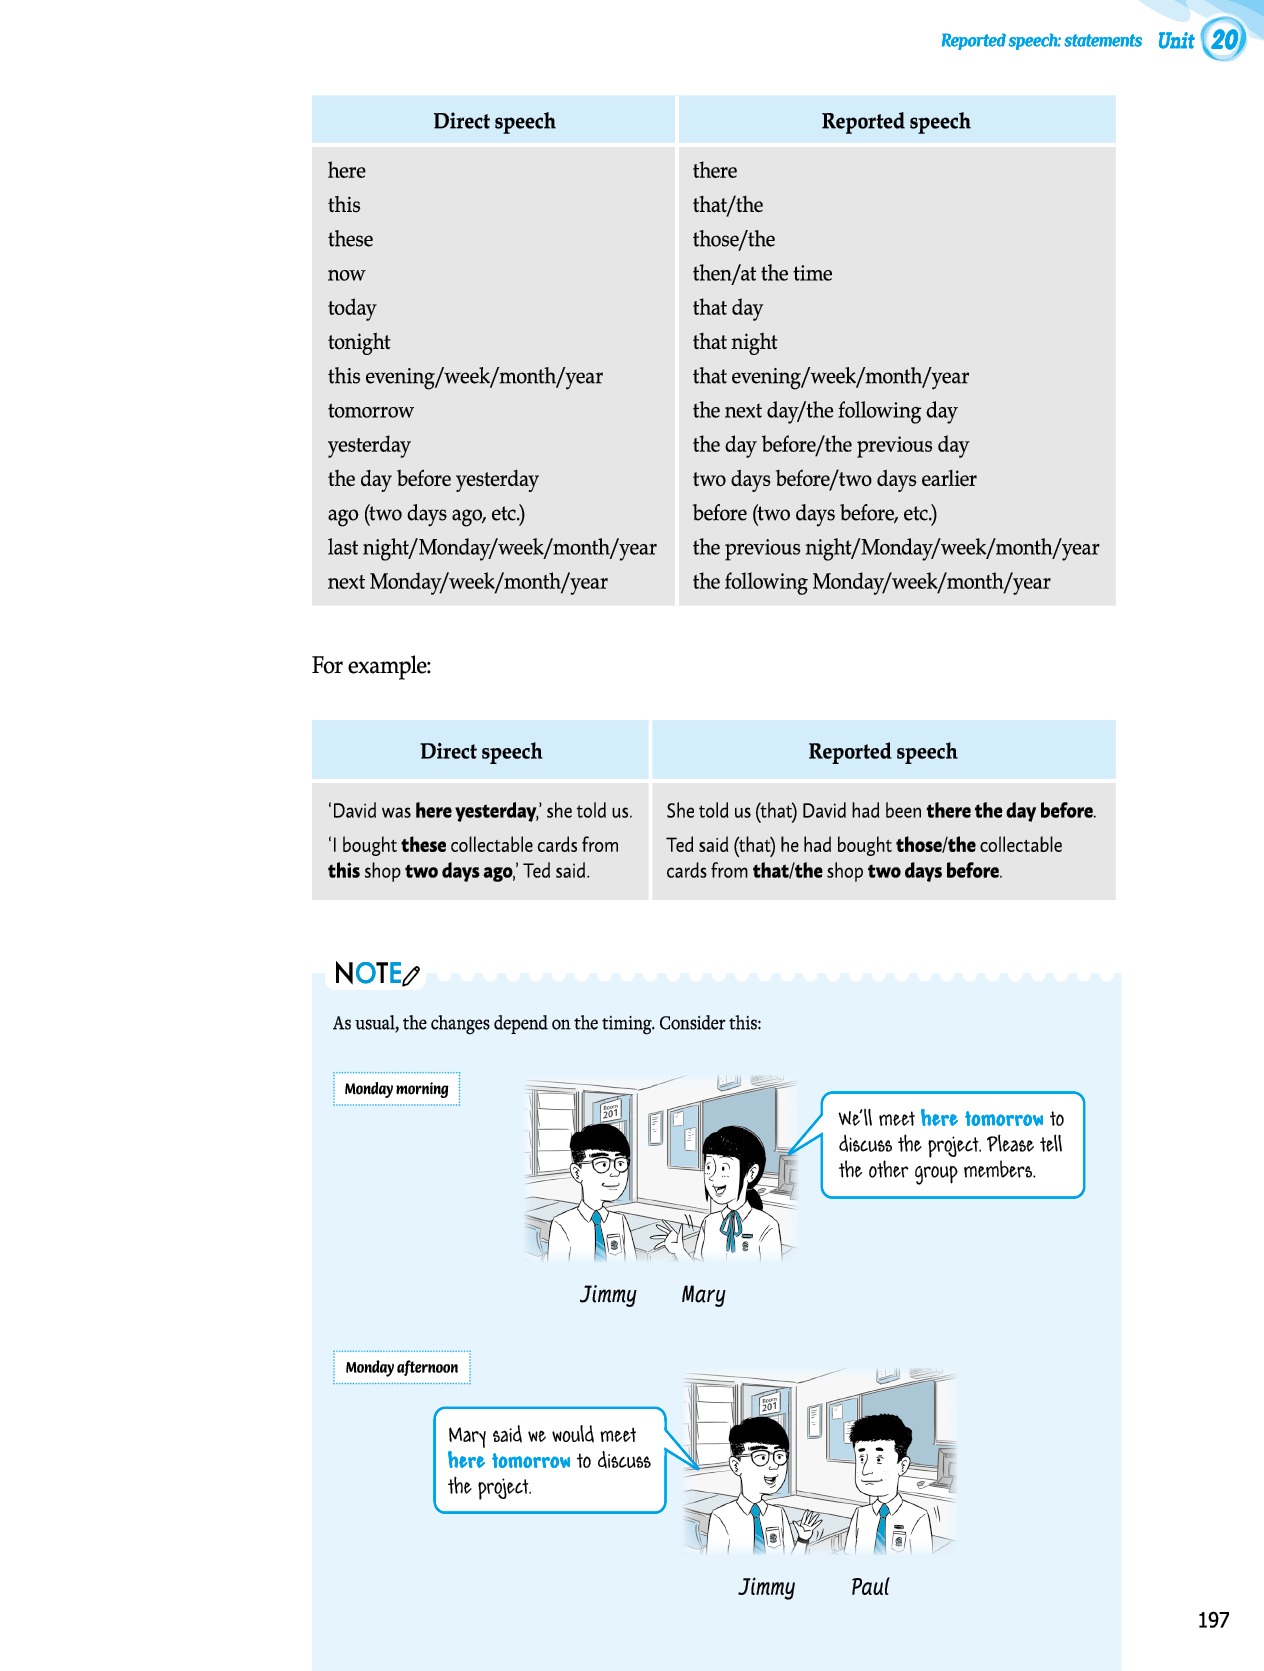 Reported speech: statements Unit 20
Direct speech Reported speech
here there
this that/the
these those/the
now then/at the time
today that day
tonight that night
this evening/week/month/year that evening/week/month/year
tomorrow the next day/the following day
yesterday the day before/the previous day
the day before yesterday two days before/two days earlier
ago (two days ago, etc.) before (two days before, etc.)
last night/Monday/week/month/year the previous night/Monday/week/month/year
next Monday/week/month/year the following Monday/week/month/year
For example:
Direct speech Reported speech
‘David was here yesterday,’ she told us. She told us (that) David had been there the day before.
‘I bought these collectable cards from Ted said (that) he had bought those/the collectable
this shop two days ago,’ Ted said. cards from that/the shop two days before.
NOTE
As usual, the changes depend on the timing. Consider this:
Monday morning
Room
201
We’ll meet here tomorrow to
discuss the project. Please tell
the other group members.
Jimmy Mary
Monday afternoon
Room
201
Mary said we would meet
here tomorrow to discuss
the project.
Jimmy Paul
197